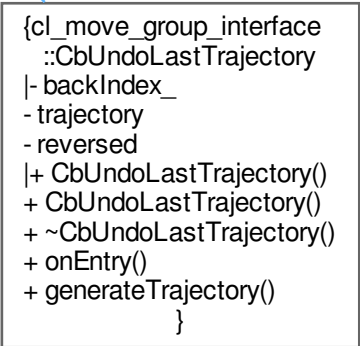 {cl_move_group_interface
::CbUndoLastTrajectory
|- backIndex_
- trajectory
- reversed
|+ CbUndoLastTrajectory()
+ CbUndoLastTrajectory()
+ ~CbUndoLastTrajectory()
+ onEntry()
+ generateTrajectory()
}